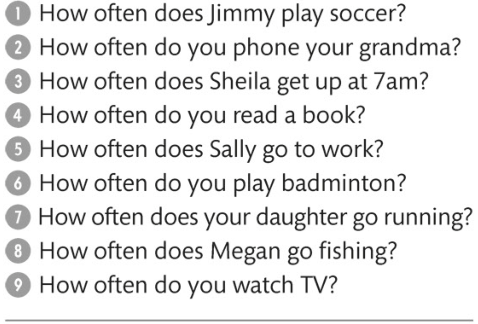 1 How often does Jimmy play soccer?
2 How often do you phone your grandma?
3 How often does Sheila get up at 7am?
4 How often do you read a book?
5 How often does Sally go to work?
6 How often do you play badminton?
7 How often does your daughter go running?
8 How often does Megan go fishing?
9 How often do you watch TV?